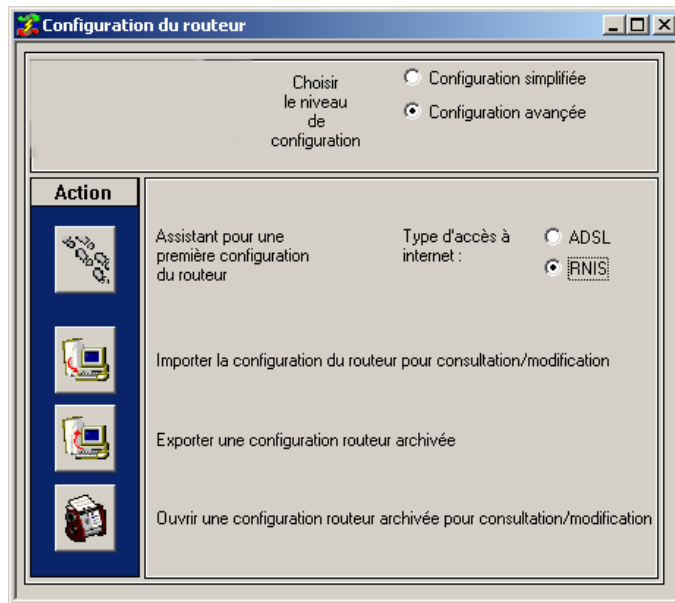 Configuration du routeur
Choisir
le niveau
de
configuration
Configuration simplifiée
Configuration avançée
Action
Assistant pour une
première configuration
du routeur
Type d'accès à
internet :
ADSL
RNIS
Importer la configuration du routeur pour consultation/modification
Exporter une configuration routeur archivée
Ouvrir une configuration routeur archivée pour consultation/modification